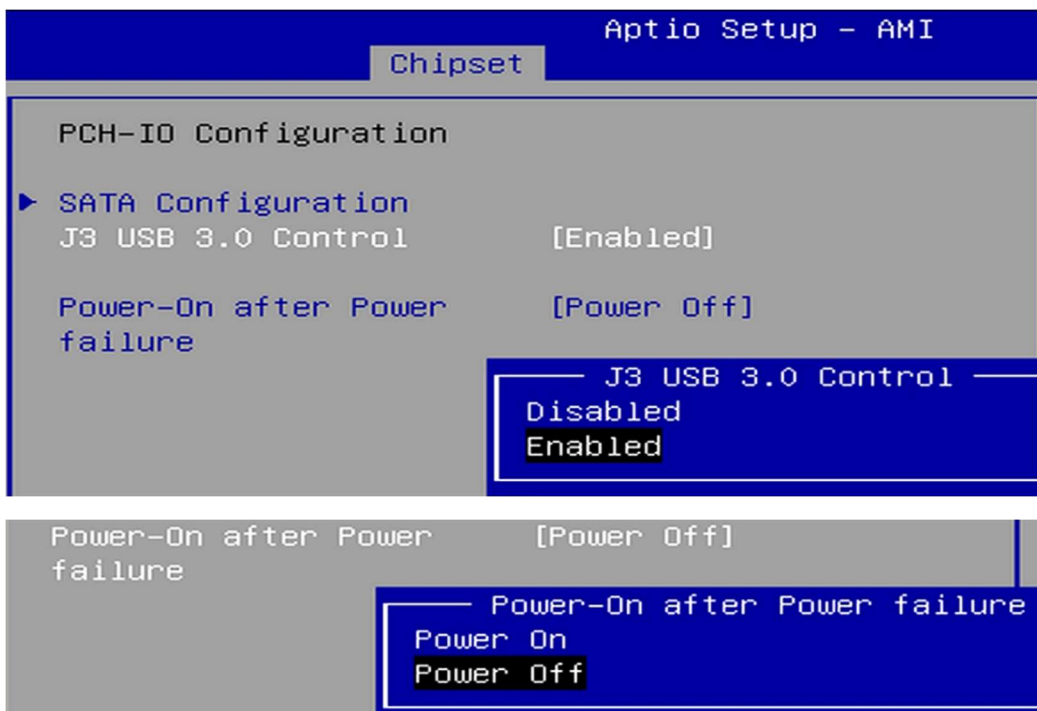 Aptio Setup – AMI
Chipset
PCH-IO Configuration
SATA Configuration
J3 USB 3.0 Control [Enabled]
Power-On after Power [Power Off]
failure
J3 USB 3.0 Control
Disabled
Enabled
Power-On after Power [Power Off]
failure
Power-On after Power failure
Power On
Power Off